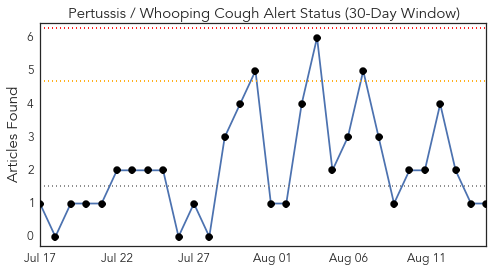 Pertussis / Whooping Cough Alert Status (30-Day Window)
Articles Found
6
5
4
3
2
1
0
Jul 17 Jul 22 Jul 27 Aug 01 Aug 06 Aug 11